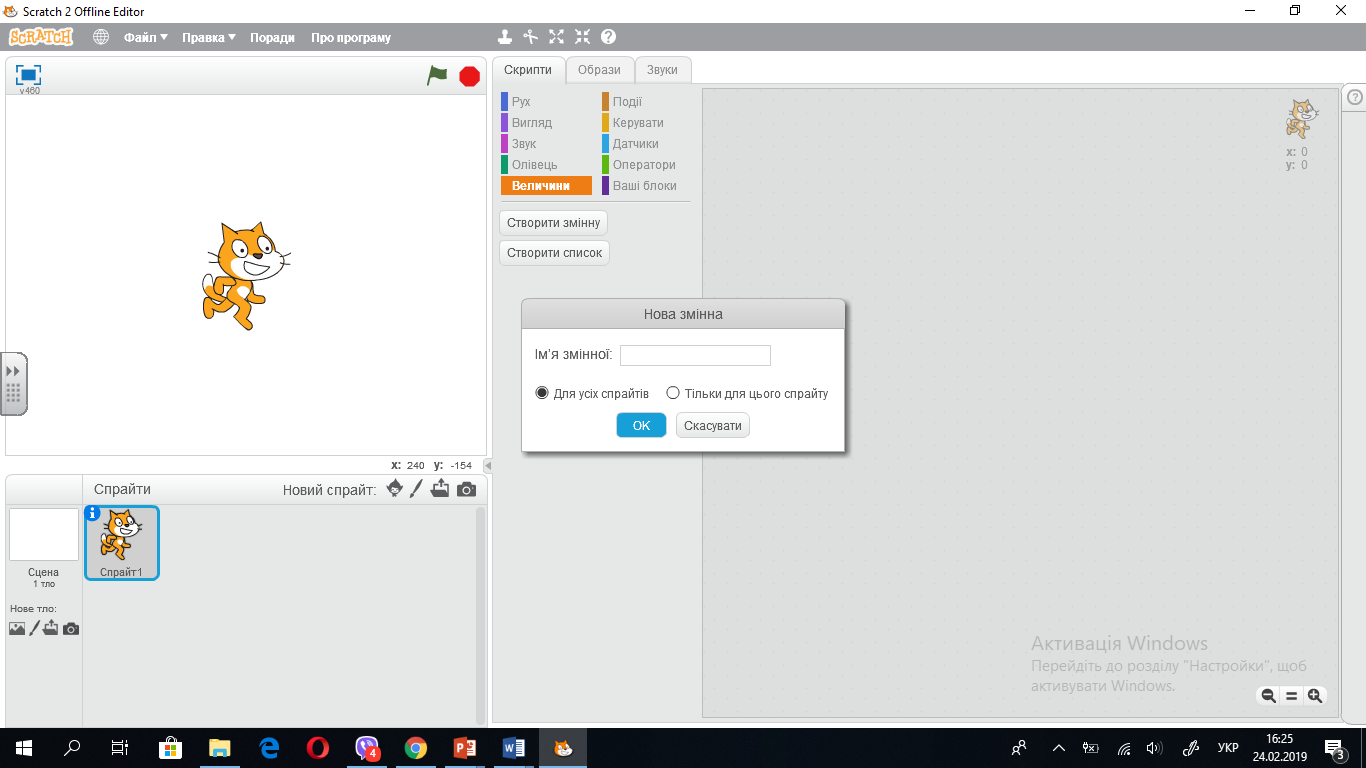 Scratch 2 Offline Editor
SCRATCH Файл Правка Поради Про програму
v460
Скрипти Образи Звуки
Рух Події
Вигляд Керувати
Звук Датчики
Олівець Оператори
Величини Ваші блоки
Створити змінну
Створити список
x: 0
y: 0
Нова змінна
Ім'я змінної:
Для усіх спрайтів Тільки для цього спрайту
OK Скасувати
x: 240 y: -154
Спрайти Новий спрайт:
Сцена
1 тло
Спрайт1
Нове тло:
Активація Windows
Перейдіть до розділу "Настройки", щоб
активувати Windows.
4
УКР
16:25
24.02.2019
3